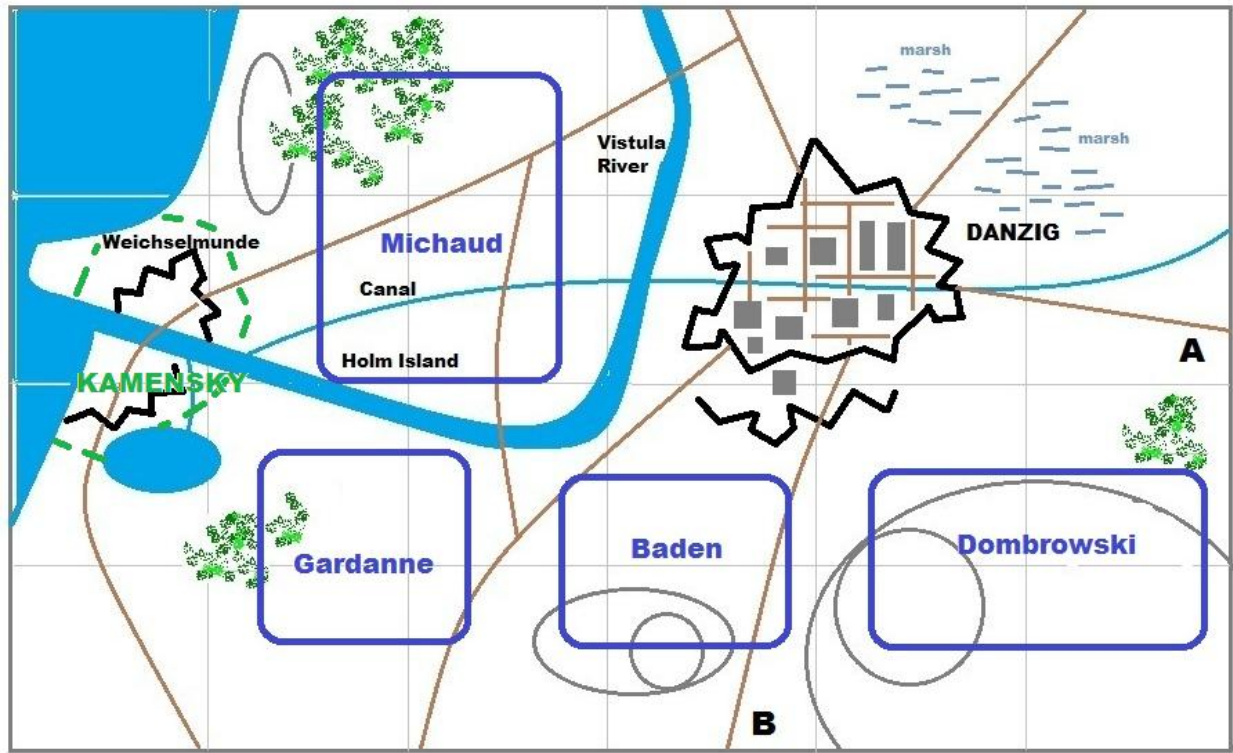 marsh
marsh
Vistula
River
Weichselmunde
Michaud
DANZIG
Canal
Holm Island
A
KAMENSKY
Gardanne
Baden
Dombrowski
B